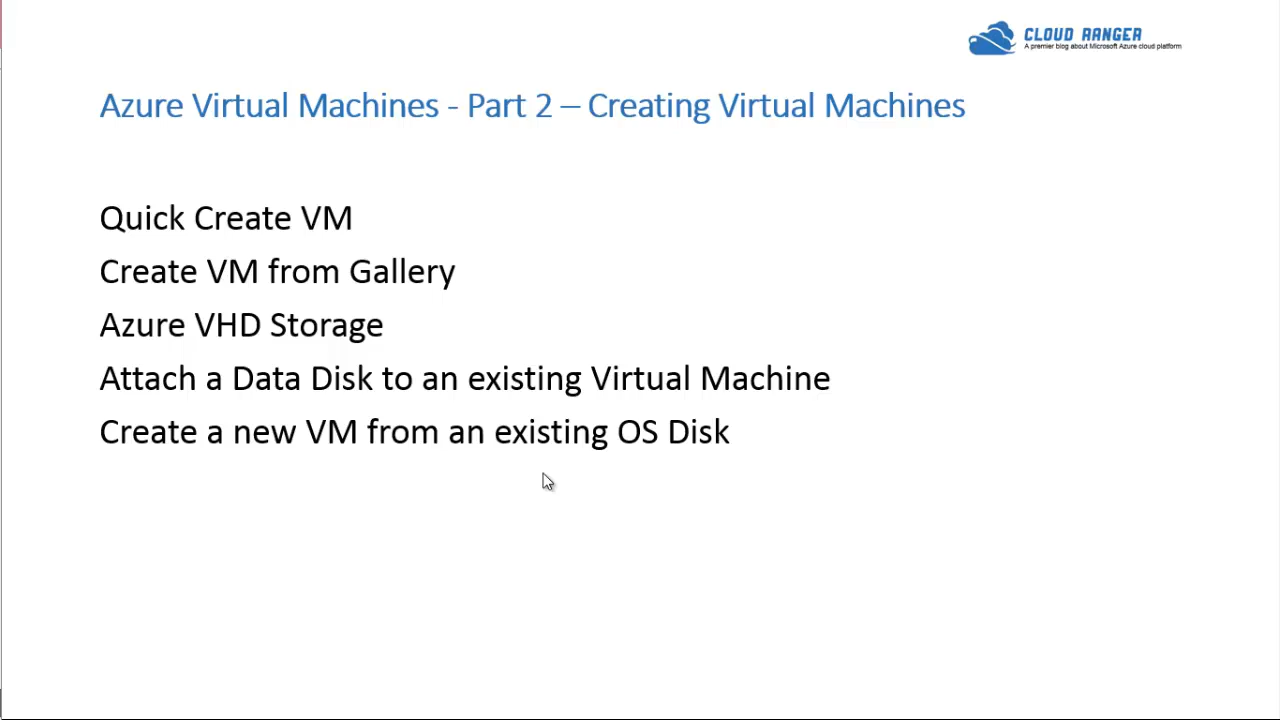 CLOUD RANGER
A premier blog about Microsoft Azure cloud platform
Azure Virtual Machines - Part 2 – Creating Virtual Machines
Quick Create VM
Create VM from Gallery
Azure VHD Storage
Attach a Data Disk to an existing Virtual Machine
Create a new VM from an existing OS Disk